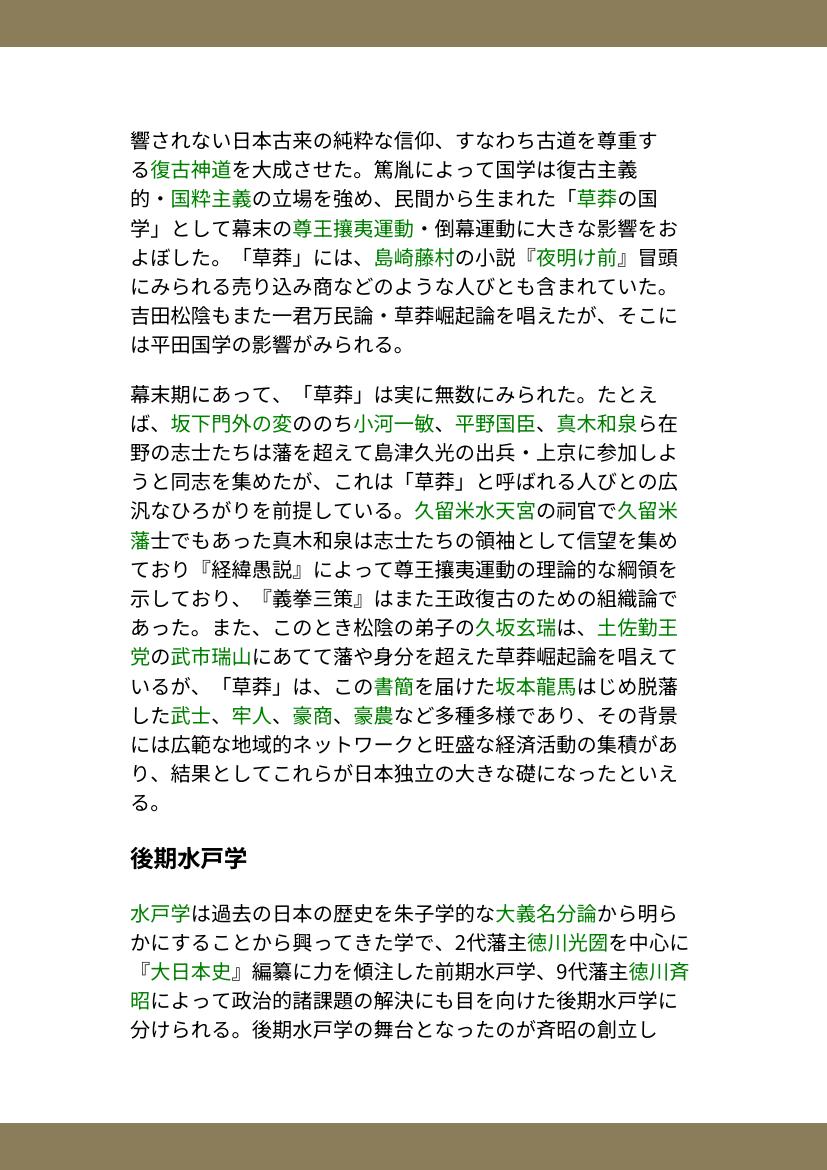 響されない日本古来の純粋な信仰、すなわち古道を尊重す
る復古神道を大成させた。篤胤によって国学は復古主義
的・国粋主義の立場を強め、民間から生まれた「草莽の国
学」として幕末の尊王攘夷運動・倒幕運動に大きな影響をお
よぼした。「草莽」には、島崎藤村の小説『夜明け前』冒頭
にみられる売り込み商などのような人びとも含まれていた。
吉田松陰もまた一君万民論・草莽崛起論を唱えたが、そこに
は平田国学の影響がみられる。
幕末期にあって、「草莽」は実に無数にみられた。たとえ
ば、坂下門外の変ののち小河一敏、平野国臣、真木和泉ら在
野の志士たちは藩を超えて島津久光の出兵・上京に参加しよ
うと同志を集めたが、これは「草莽」と呼ばれる人びとの広
汎なひろがりを前提している。久留米水天宮の祠官で久留米
藩士でもあった真木和泉は志士たちの領袖として信望を集め
ており『経緯愚説』によって尊王攘夷運動の理論的な綱領を
示しており、『義拳三策』はまた王政復古のための組織論で
あった。また、このとき松陰の弟子の久坂玄瑞は、土佐勤王
党の武市瑞山にあてて藩や身分を超えた草莽崛起論を唱えて
いるが、「草莽」は、この書簡を届けた坂本龍馬はじめ脱藩
した武士、牢人、豪商、豪農など多種多様であり、その背景
には広範な地域的ネットワークと旺盛な経済活動の集積があ
り、結果としてこれらが日本独立の大きな礎になったといえ
る。
後期水戸学
水戸学は過去の日本の歴史を朱子学的な大義名分論から明ら
かにすることから興ってきた学で、2代藩主徳川光圀を中心に
『大日本史』編纂に力を傾注した前期水戸学、9代藩主徳川斉
昭によって政治的諸課題の解決にも目を向けた後期水戸学に
分けられる。後期水戸学の舞台となったのが斉昭の創立し